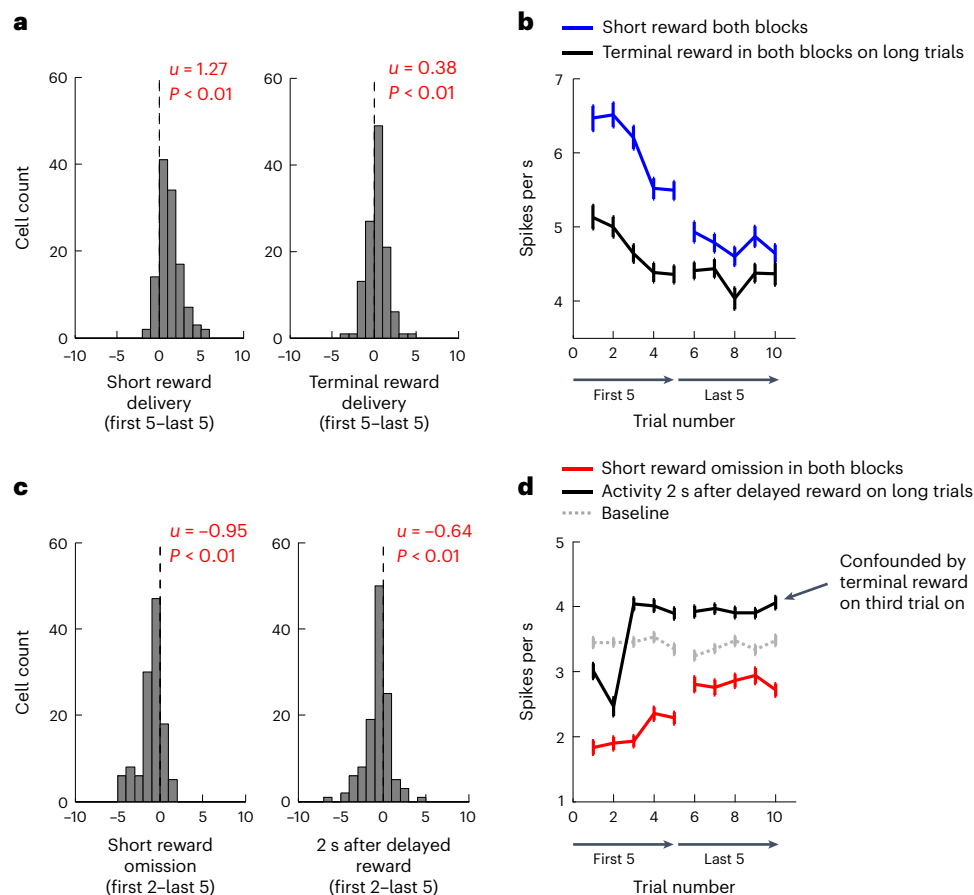 a
u = 1.27
P < 0.01
60
40
20
0
Cell count
−10
−5
0
5
10
Short reward
delivery
(first 5–last 5)
u = 0.38
P < 0.01
60
40
20
0
−10
−5
0
5
10
Terminal reward
delivery
(first 5–last 5)
b
Short reward both blocks
Terminal reward in both blocks on long trials
7
6
5
4
Spikes per s
0
2
4
6
8
10
First 5
Last 5
Trial number
c
u = −0.95
P < 0.01
60
40
20
0
Cell count
−10
−5
0
5
10
Short reward
omission
(first 2–last 5)
u = −0.64
P < 0.01
60
40
20
0
−10
−5
0
5
10
2 s after delayed
reward
(first 2–last 5)
d
Short reward omission in both blocks
Activity 2 s after delayed reward on long trials
Baseline
5
4
3
2
1
Spikes per s
Confounded by
terminal reward
on third trial on
0
2
4
6
8
10
First 5
Last 5
Trial number